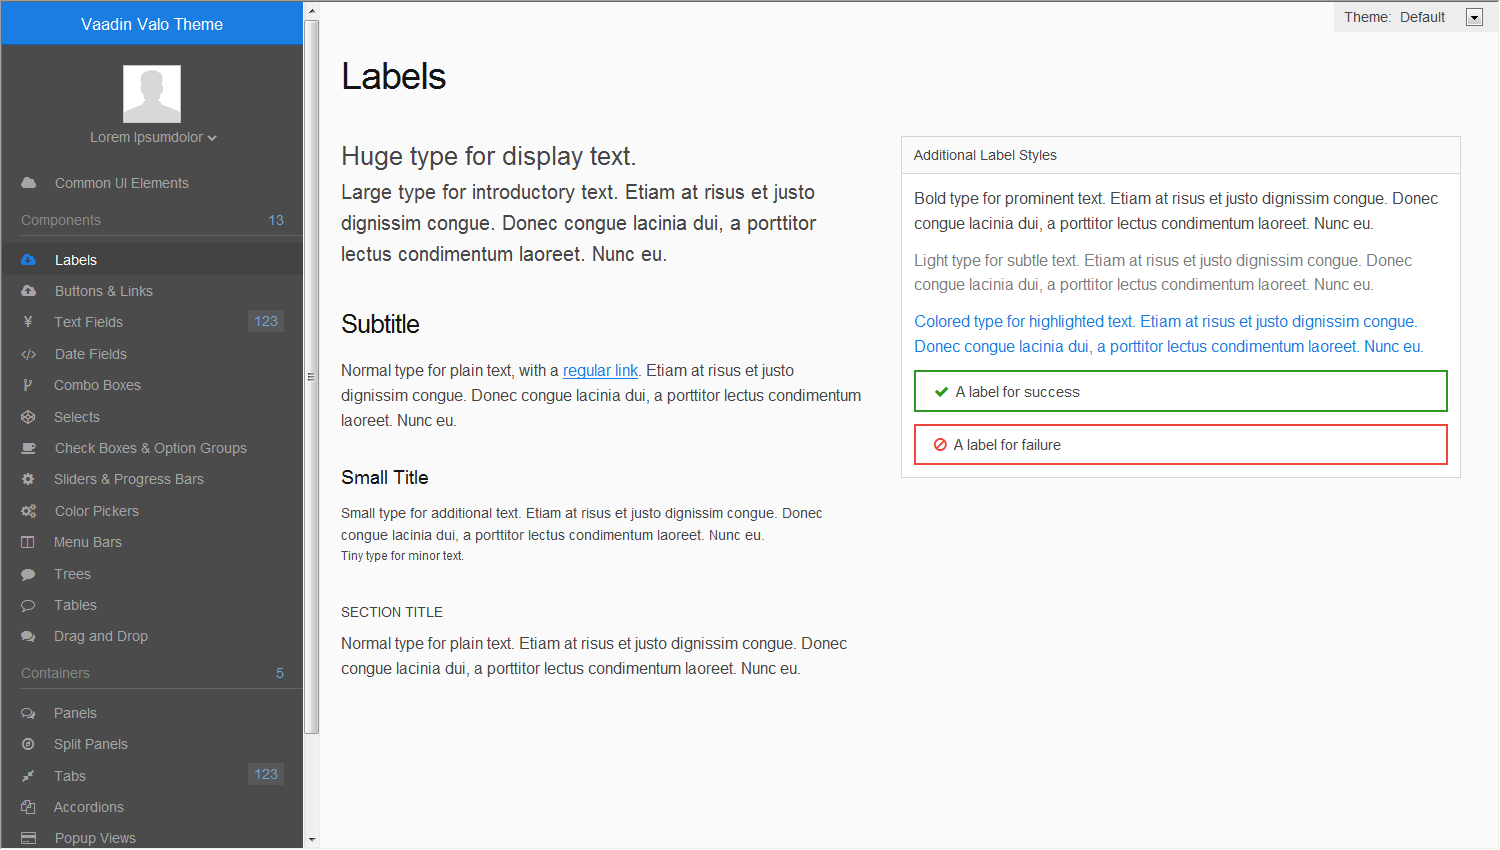 Vaadin Valo Theme
Lorem Ipsumdolor
Common UI Elements
Components 13
Labels
Buttons & Links
Text Fields 123
Date Fields
Combo Boxes
Selects
Check Boxes & Option Groups
Sliders & Progress Bars
Color Pickers
Menu Bars
Trees
Tables
Drag and Drop
Containers 5
Panels
Split Panels
Tabs 123
Accordions
Popup Views
Theme: Default
Labels
Huge type for display text.
Large type for introductory text. Etiam at risus et justo
dignissim congue. Donec congue lacinia dui, a porttitor
lectus condimentum laoreet. Nunc eu.
Subtitle
Normal type for plain text, with a regular link. Etiam at risus et justo
dignissim congue. Donec congue lacinia dui, a porttitor lectus condimentum
laoreet. Nunc eu.
Small Title
Small type for additional text. Etiam at risus et justo dignissim congue. Donec
congue lacinia dui, a porttitor lectus condimentum laoreet. Nunc eu.
Tiny type for minor text.
SECTION TITLE
Normal type for plain text. Etiam at risus et justo dignissim congue. Donec
congue lacinia dui, a porttitor lectus condimentum laoreet. Nunc eu.
Additional Label Styles
Bold type for prominent text. Etiam at risus et justo dignissim congue. Donec
congue lacinia dui, a porttitor lectus condimentum laoreet. Nunc eu.
Light type for subtle text. Etiam at risus et justo dignissim congue. Donec
congue lacinia dui, a porttitor lectus condimentum laoreet. Nunc eu.
Colored type for highlighted text. Etiam at risus et justo dignissim congue.
Donec congue lacinia dui, a porttitor lectus condimentum laoreet. Nunc eu.
A label for success
A label for failure